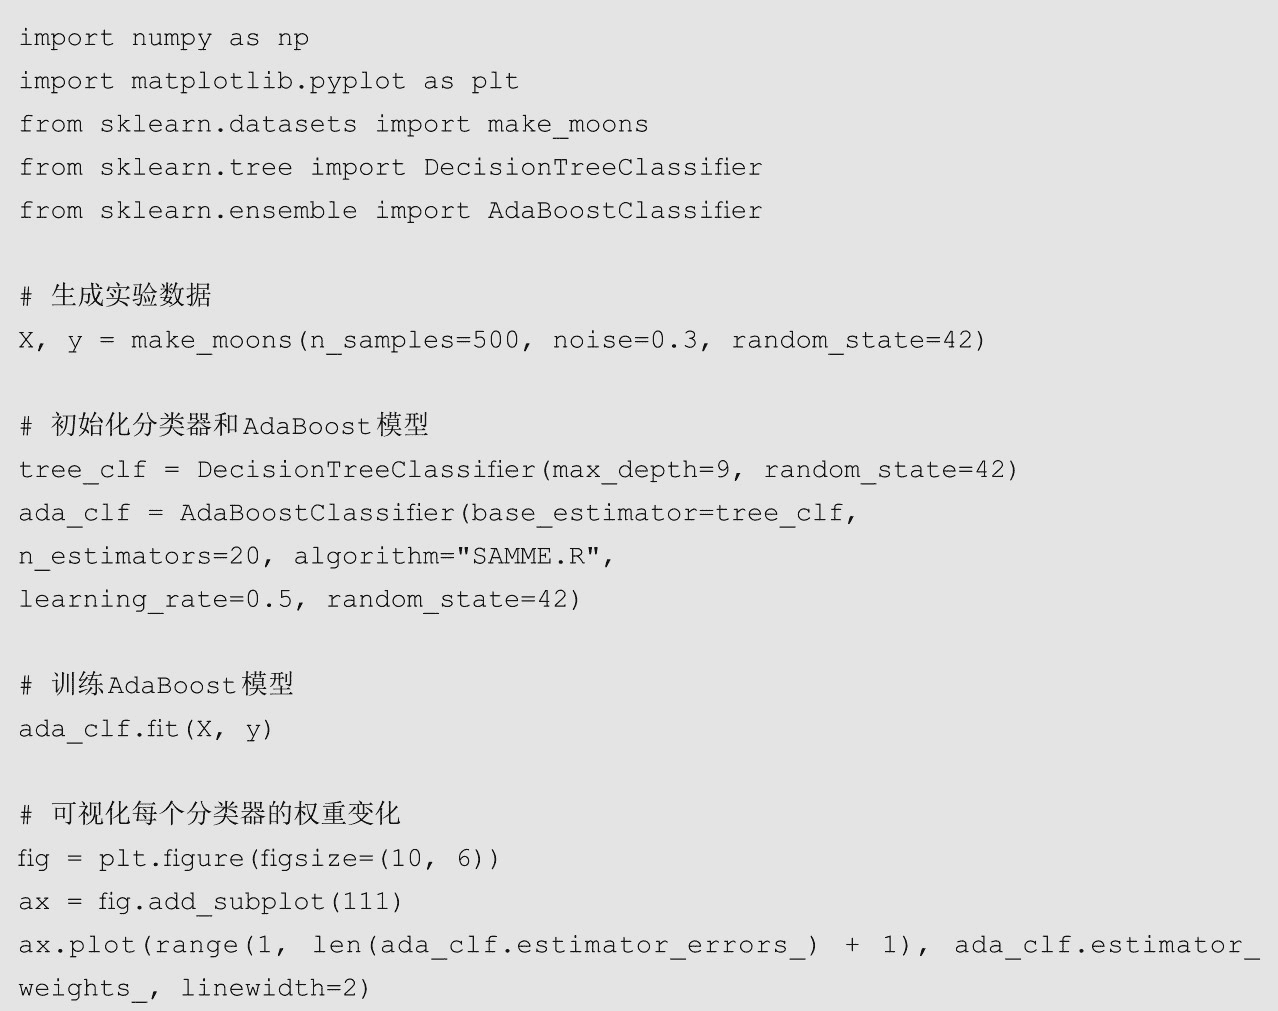 import numpy as np
import matplotlib.pyplot as plt
from sklearn.datasets import make_moons
from sklearn.tree import DecisionTreeClassifier
from sklearn.ensemble import AdaBoostClassifier
# 生成实验数据
X, y = make_moons(n_samples=500, noise=0.3, random_state=42)
# 初始化分类器和AdaBoost模型
tree_clf = DecisionTreeClassifier(max_depth=9, random_state=42)
ada_clf = AdaBoostClassifier(base_estimator=tree_clf,
n_estimators=20, algorithm="SAMME.R",
learning_rate=0.5, random_state=42)
# 训练AdaBoost模型
ada_clf.fit(X, y)
# 可视化每个分类器的权重变化
fig = plt.figure(figsize=(10, 6))
ax = fig.add_subplot(111)
ax.plot(range(1, len(ada_clf.estimator_errors_) + 1), ada_clf.estimator_
weights_, linewidth=2)